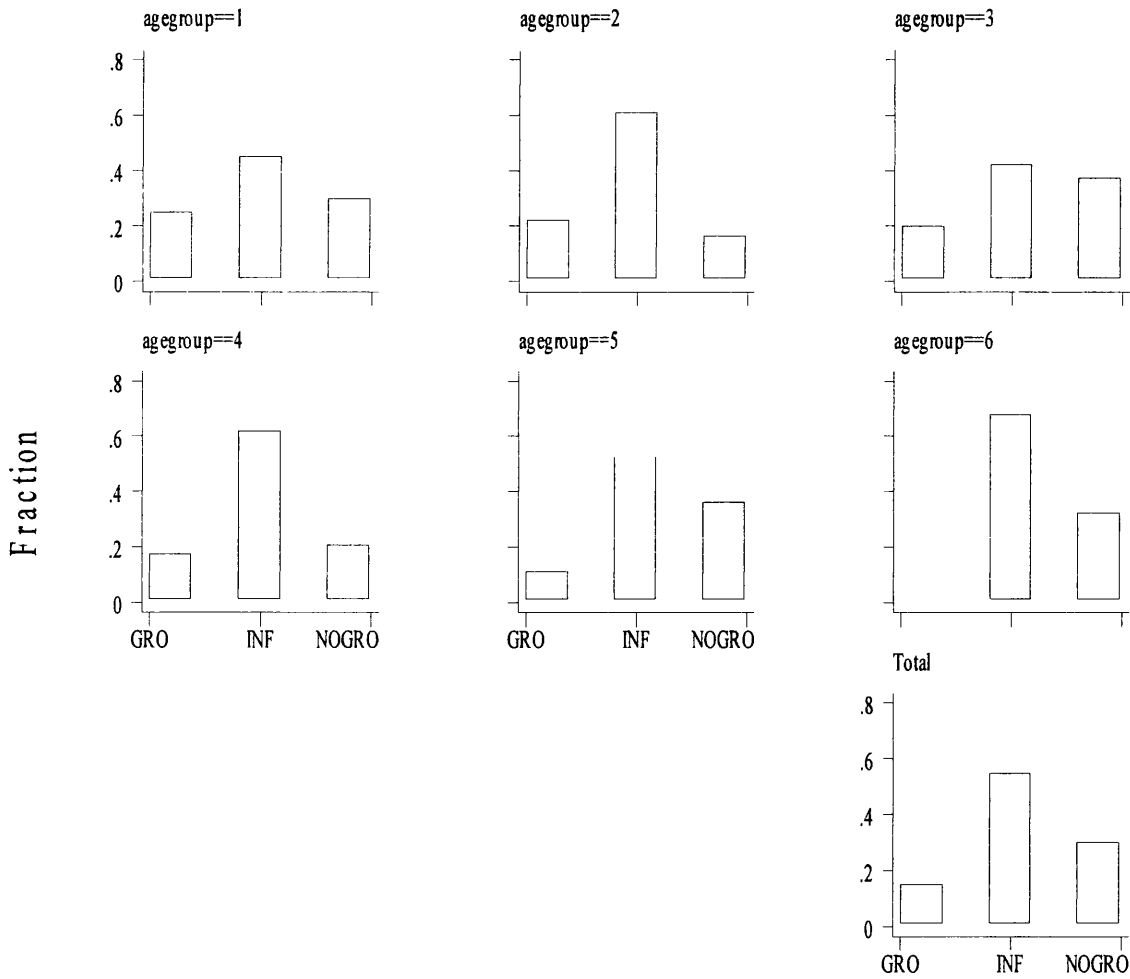 agegroup==1
agegroup==2
agegroup==3
.8
.6
.4
.2
0
agegroup==4
agegroup==5
agegroup==6
.8
.6
.4
.2
0
GRO INF NOGRO
GRO INF NOGRO
Fraction
Total
.8
.6
.4
.2
0
GRO INF NOGRO